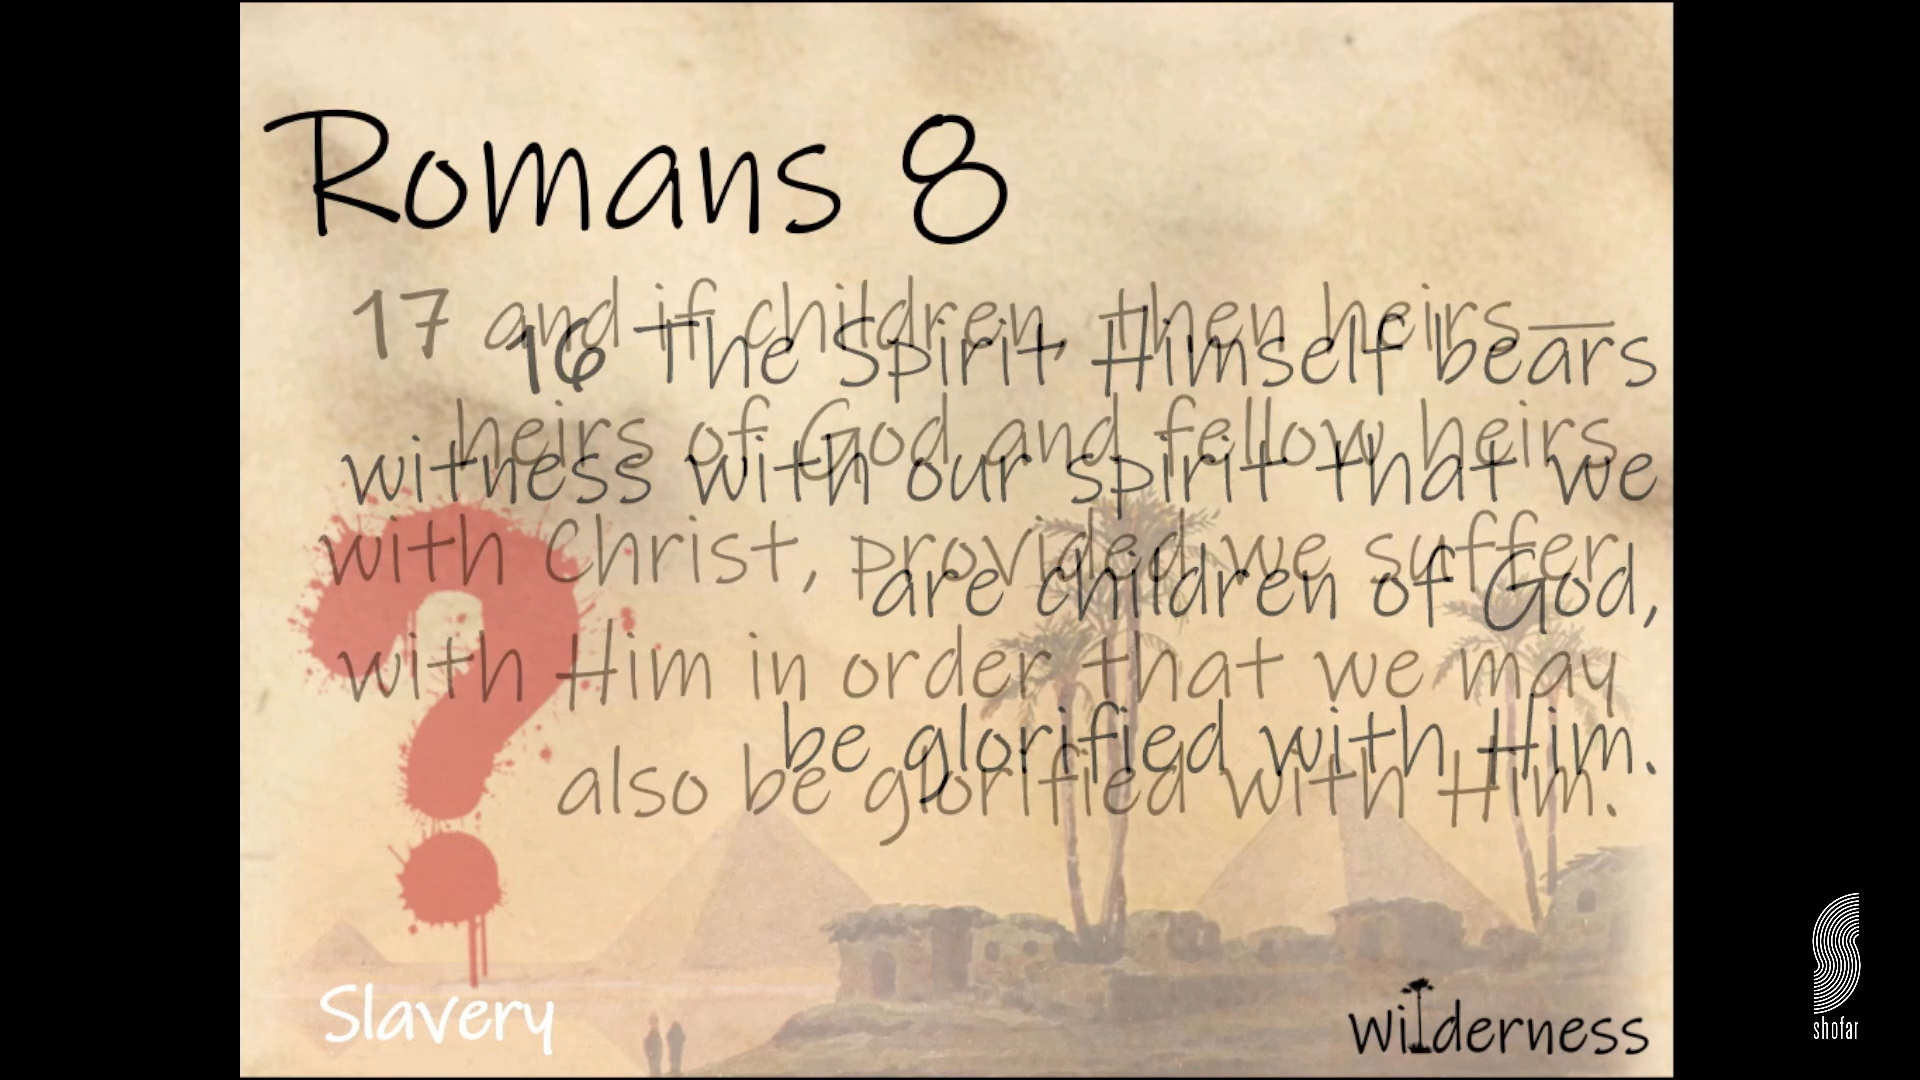 Romans 8
17 and if children, then heirs—
heirs of God and fellow heirs
with Christ, provided we suffer
with Him in order that we may
also be glorified with Him.
16 The Spirit Himself bears
witness with our spirit that we
are children of God,
be glorified with Him.
Slavery
wilderness
shofar